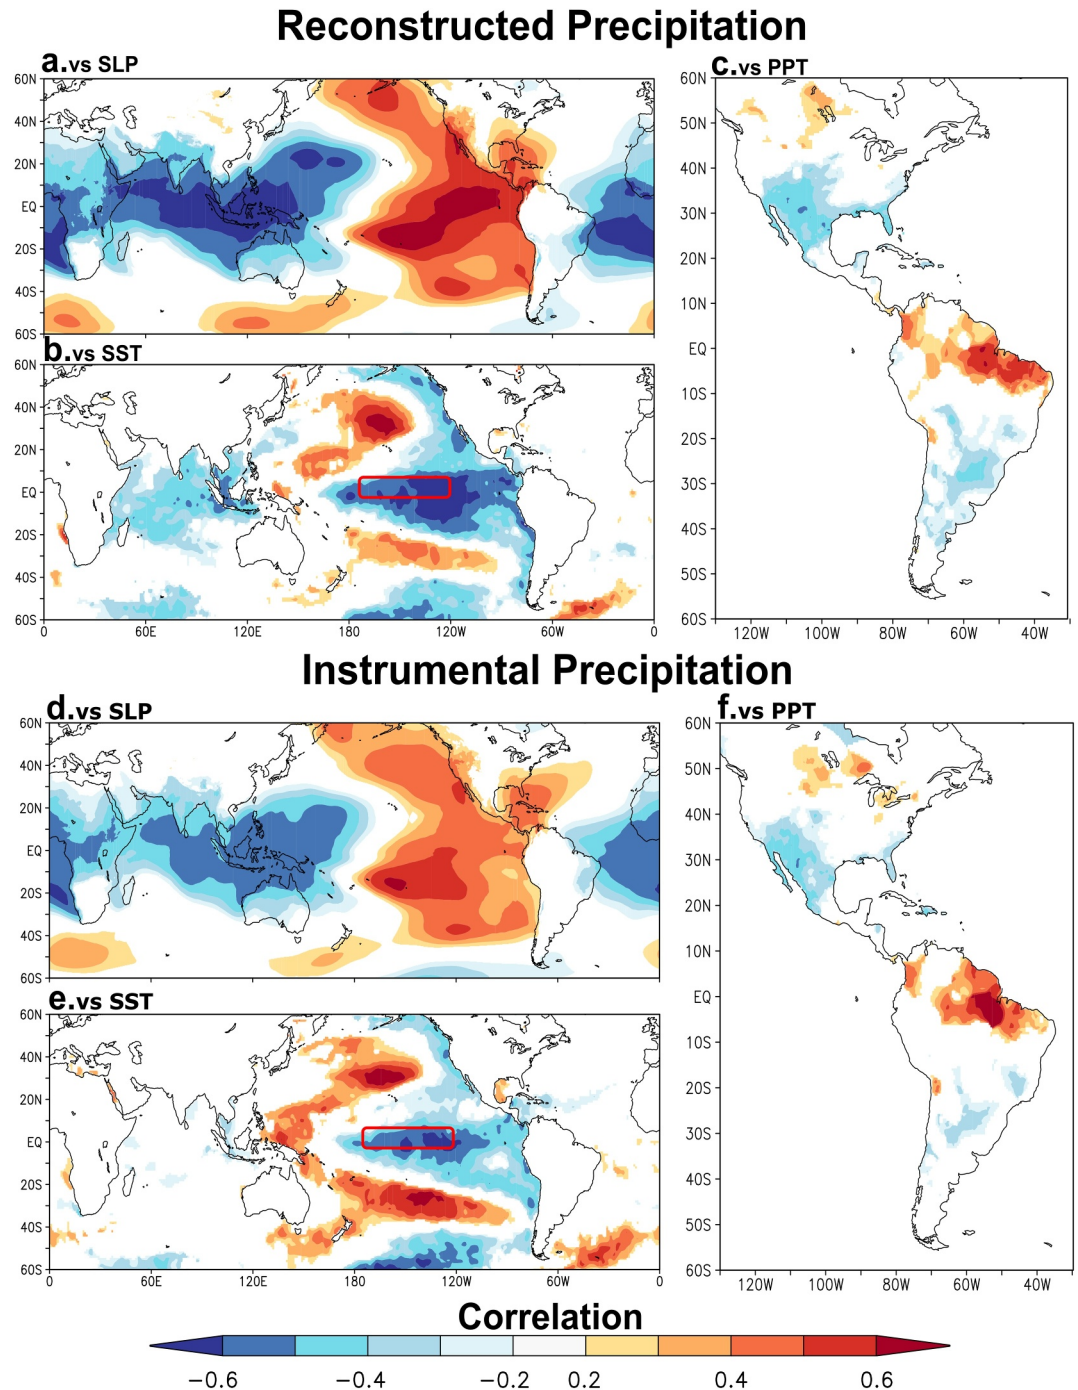 Reconstructed Precipitation
a.vs SLP
60N
40N
20N
EQ
20S
40S
60S
b.vs SST
60N
40N
20N
EQ
20S
40S
60S
0 60E 120E 180 120W 60W 0
c.vs PPT
60N
50N
40N
30N
20N
10N
EQ
10S
20S
30S
40S
50S
60S
120W 100W 80W 60W 40W
Instrumental Precipitation
d.vs SLP
60N
40N
20N
EQ
20S
40S
60S
e.vs SST
60N
40N
20N
EQ
20S
40S
60S
0 60E 120E 180 120W 60W 0
f.vs PPT
60N
50N
40N
30N
20N
10N
EQ
10S
20S
30S
40S
50S
60S
120W 100W 80W 60W 40W
Correlation
−0.6 −0.4 −0.2 0.2 0.4 0.6